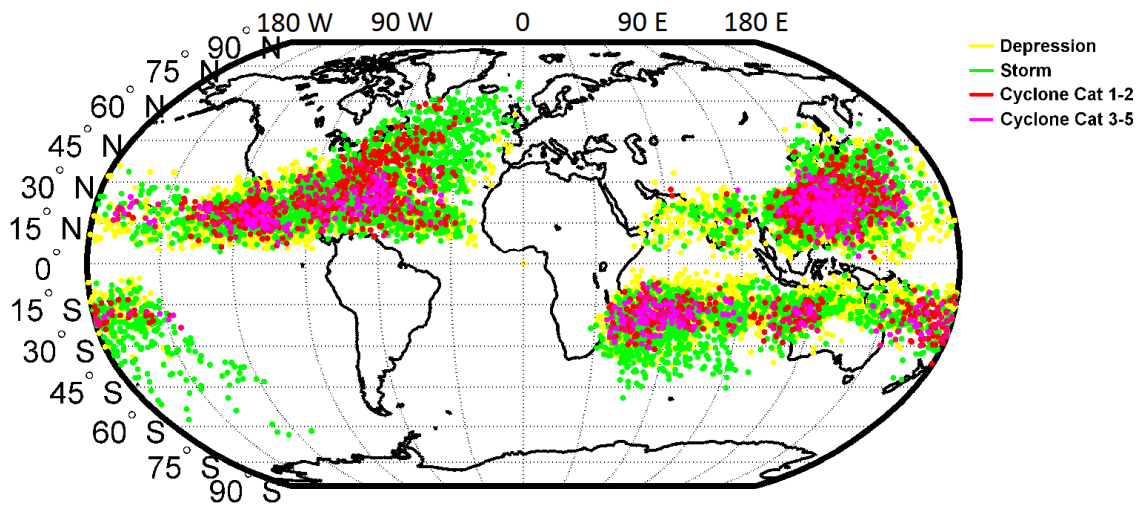 180 W 90 W 0 90 E 180 E
90° N
75° N
60° N
45° N
30° N
15° N
0°
15° S
30° S
45° S
60° S
75° S
90° S
Depression
Storm
Cyclone Cat 1-2
Cyclone Cat 3-5